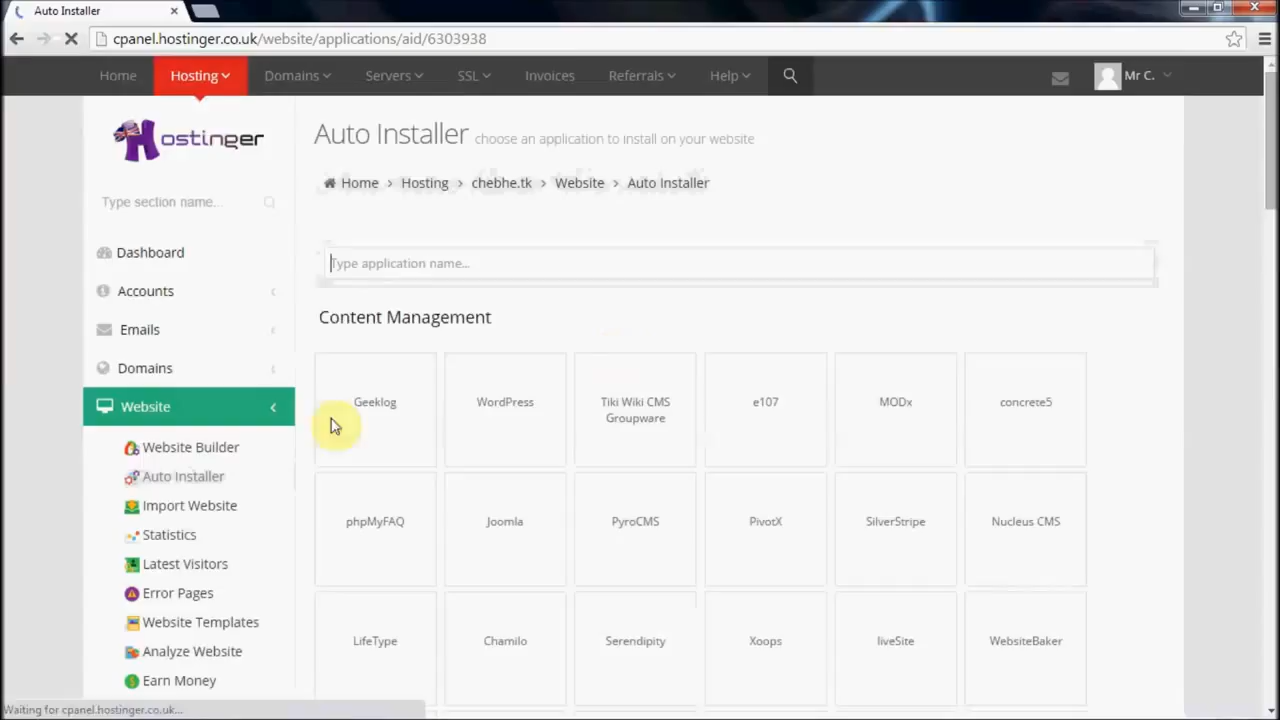 Auto Installer
cpanel.hostinger.co.uk/website/applications/aid/6303938
Home Hosting Domains Servers SSL Invoices Referrals Help Mr C.
Hostinger
Type section name...
Dashboard
Accounts
Emails
Domains
Website
Website Builder
Auto Installer
Import Website
Statistics
Latest Visitors
Error Pages
Website Templates
Analyze Website
Earn Money
Auto Installer choose an application to install on your website
Home > Hosting > chebhe.tk > Website > Auto Installer
Type application name...
Content Management
Geeklog
WordPress
Tiki Wiki CMS
Groupware
e107
MODx
concrete5
phpMyFAQ
Joomla
PyroCMS
PivotX
SilverStripe
Nucleus CMS
LifeType
Chamilo
Serendipity
Xoops
liveSite
WebsiteBaker
Waiting for cpanel.hostinger.co.uk...